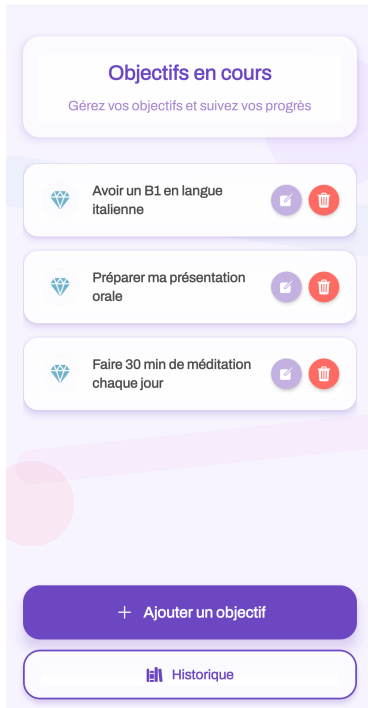 Objectifs en cours
Gérez vos objectifs et suivez vos progrès
Avoir un B1 en langue
italienne
Préparer ma présentation
orale
Faire 30 min de méditation
chaque jour
Ajouter un objectif
Historique